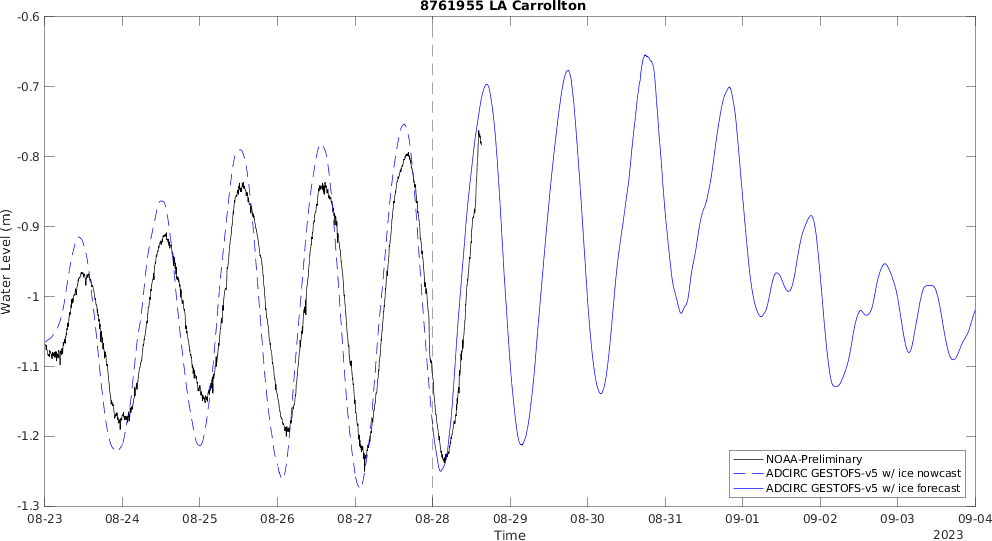 8761955 LA Carrollton
Water Level (m)
-0.6
-0.7
-0.8
-0.9
-1
-1.1
-1.2
-1.3
NOAA-Preliminary
ADCIRC GESTOFS-v5 w/ ice nowcast
ADCIRC GESTOFS-v5 w/ ice forecast
08-23 08-24 08-25 08-26 08-27 08-28 08-29 08-30 08-31 09-01 09-02 09-03 09-04
Time
2023